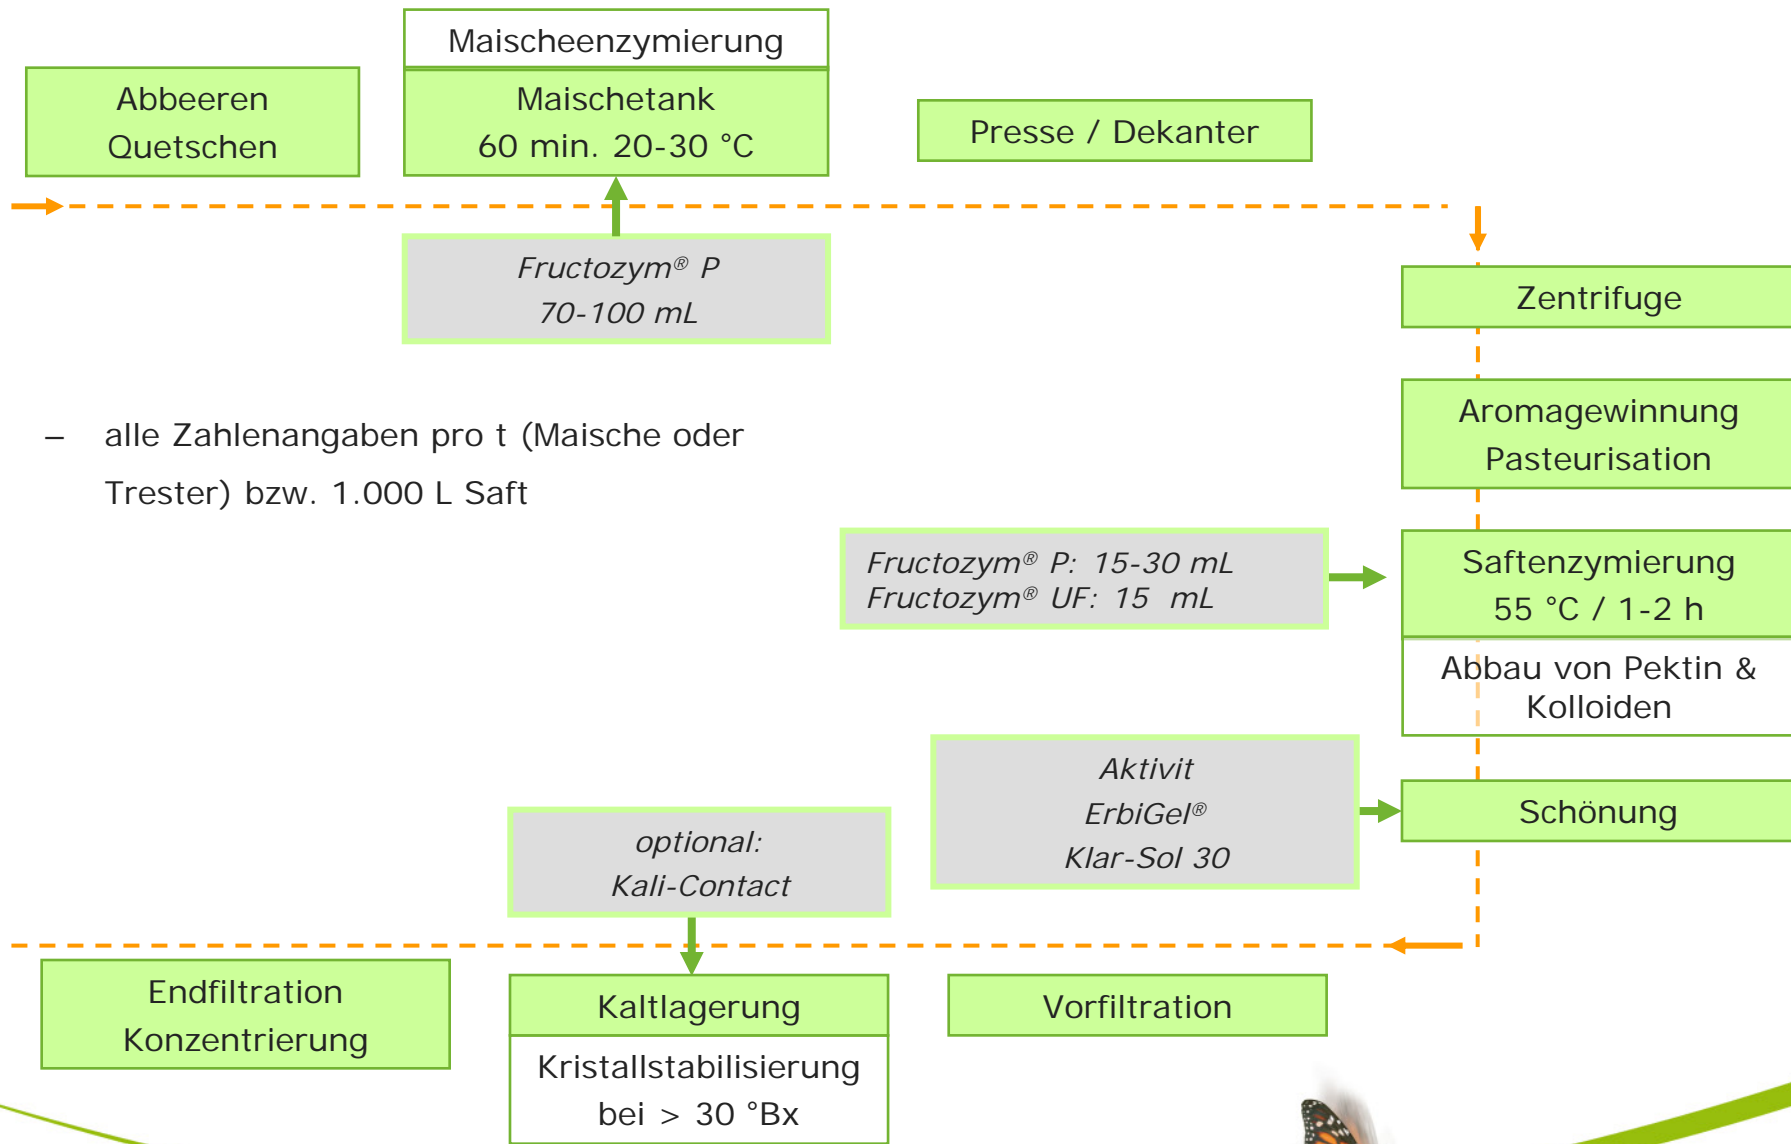 Maischeenzymierung
Abbeeren
Quetschen
Maischetank
60 min. 20-30 °C
Presse / Dekanter
Fructozym® P
70-100 mL
Zentrifuge
– alle Zahlenangaben pro t (Maische oder
Trester) bzw. 1.000 L Saft
Aromagewinnung
Pasteurisation
Fructozym® P: 15-30 mL
Fructozym® UF: 15 mL
Saftenzymierung
55 °C / 1-2 h
Abbau von Pektin &
Kolloiden
Aktivit
ErbiGel®
Klar-Sol 30
Schönung
optional:
Kali-Contact
Endfiltration
Konzentrierung
Kaltlagerung
Kristallstabilisierung
bei > 30 °Bx
Vorfiltration